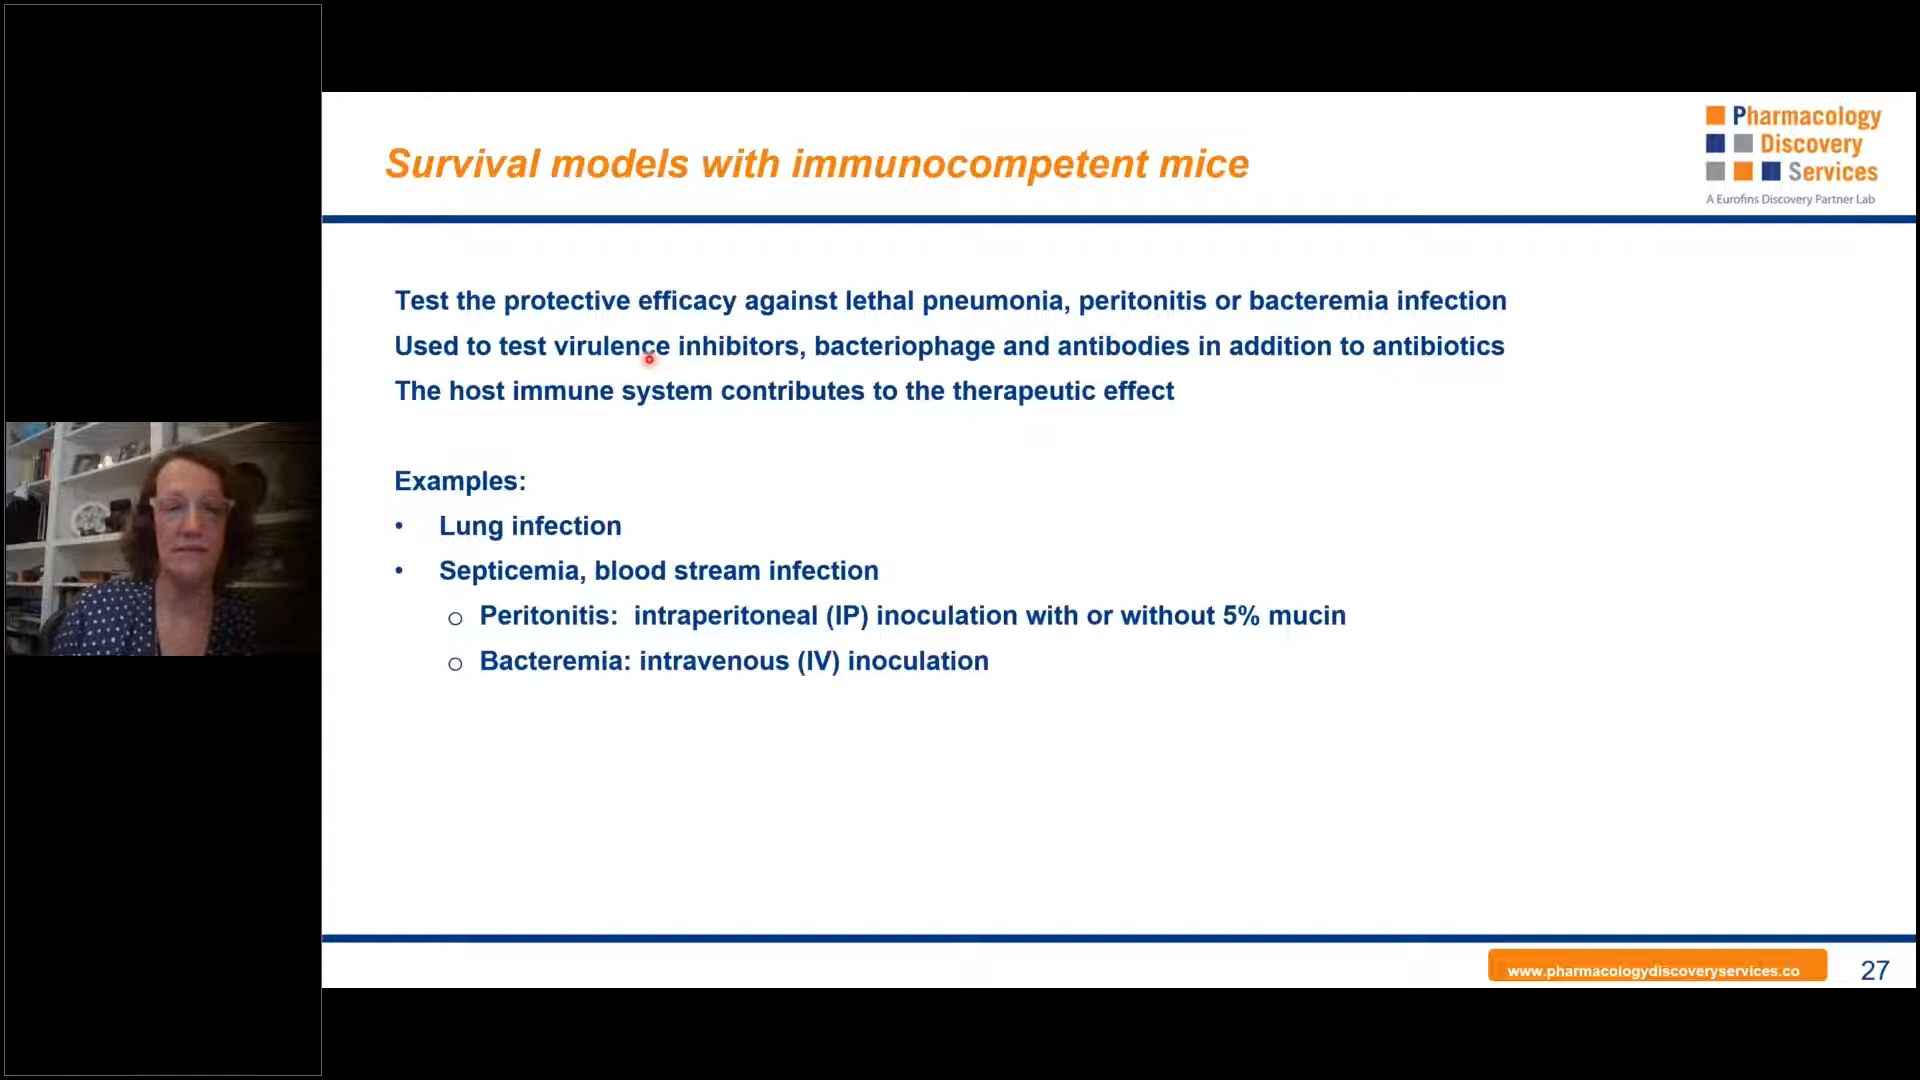 Survival models with immunocompetent mice
Pharmacology
Discovery
Services
A Eurofins Discovery Partner Lab
Test the protective efficacy against lethal pneumonia, peritonitis or bacteremia infection
Used to test virulence inhibitors, bacteriophage and antibodies in addition to antibiotics
The host immune system contributes to the therapeutic effect
Examples:
• Lung infection
• Septicemia, blood stream infection
o Peritonitis: intraperitoneal (IP) inoculation with or without 5% mucin
o Bacteremia: intravenous (IV) inoculation
www.pharmacologydiscoveryservices.co
27